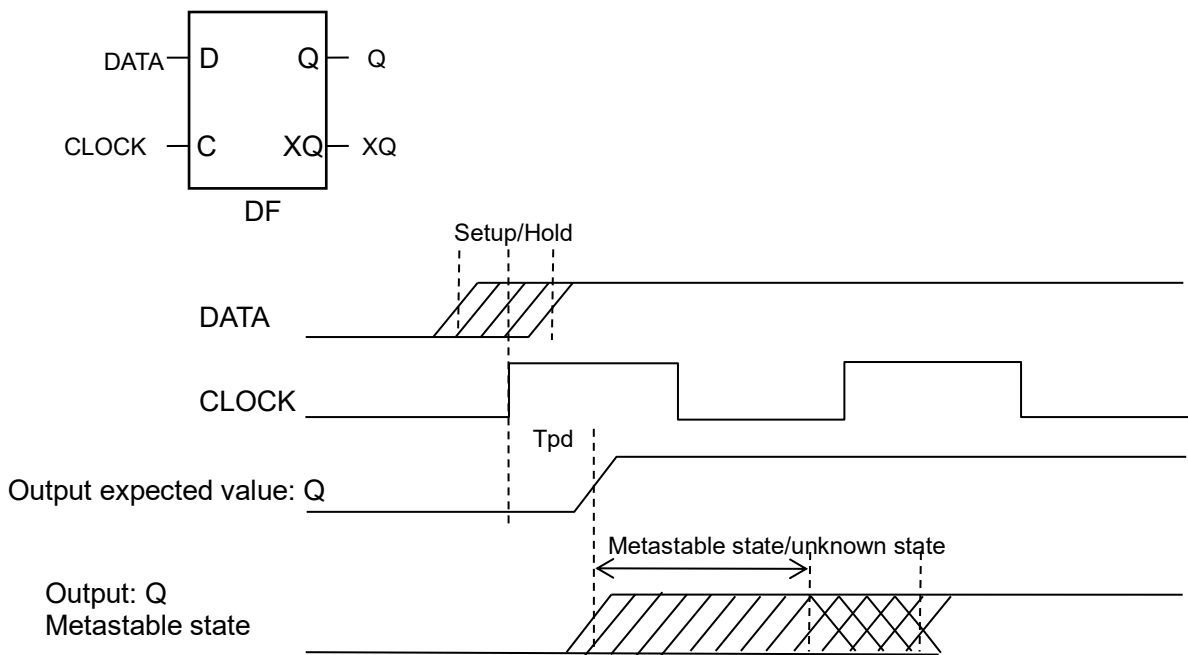 DATA D Q Q
CLOCK C XQ XQ
DF
Setup/Hold
DATA
CLOCK
Tpd
Output expected value: Q
Metastable state/unknown state
Output: Q
Metastable state